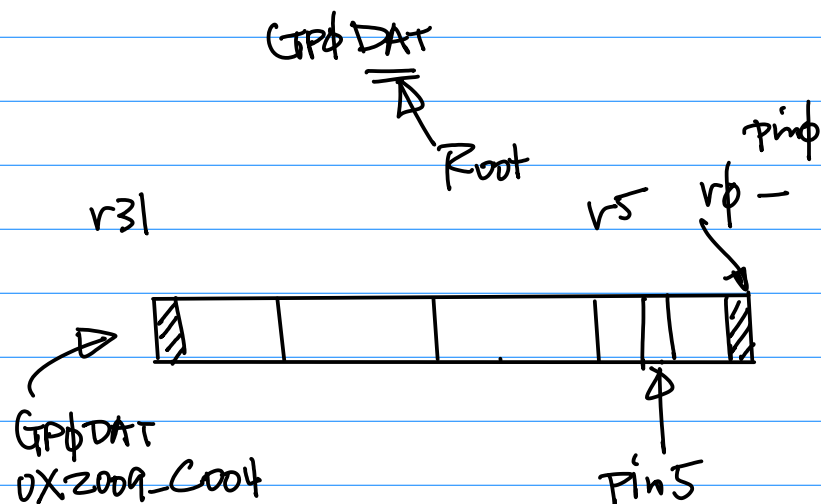 GPϕDAT
Root
pinϕ
r31
r5
rϕ -
GPϕDAT
0X2009_C004
pin5